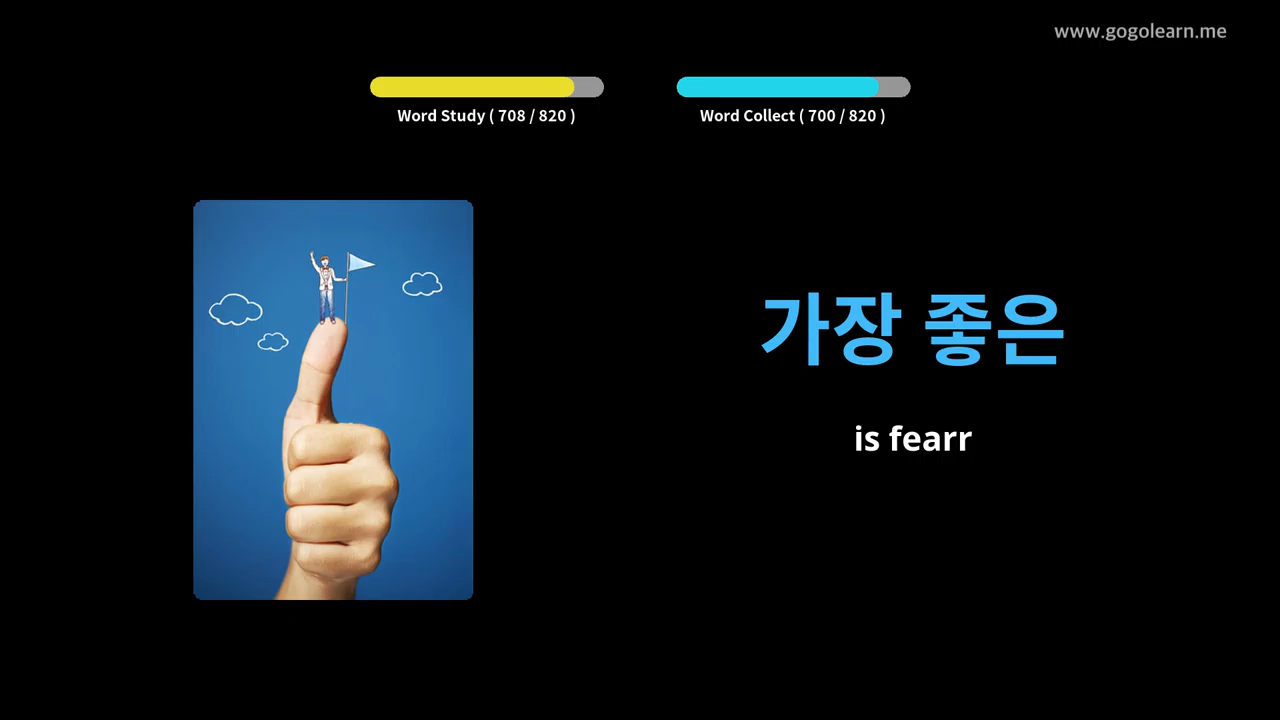 www.gogolearn.me
Word Study ( 708 / 820 )
Word Collect ( 700 / 820 )
가장 좋은
is fearr